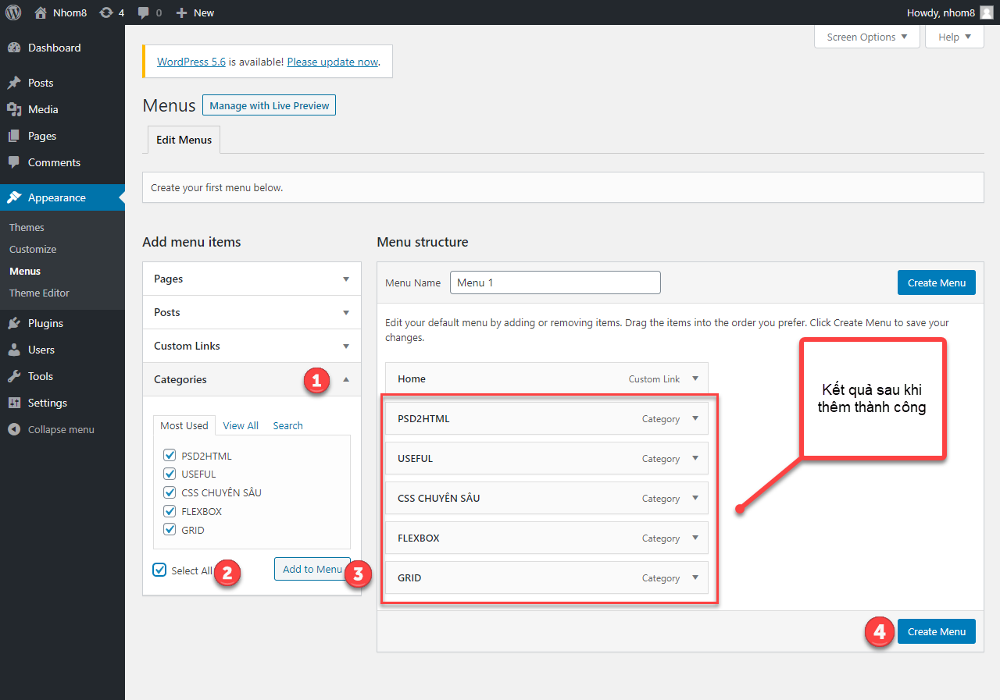 Nhom8 4 0 New Howdy, nhom8
Dashboard
Posts
Media
Pages
Comments
Appearance
Themes
Customize
Menus
Theme Editor
Plugins
Users
Tools
Settings
Collapse menu
Screen Options Help
WordPress 5.6 is available! Please update now.
Menus Manage with Live Preview
Edit Menus
Create your first menu below.
Add menu items
Pages
Posts
Custom Links
Categories 1
Most Used View All Search
PSD2HTML
USEFUL
CSS CHUYÊN SÂU
FLEXBOX
GRID
Select All 2 Add to Menu 3
Menu structure
Menu Name Menu 1 Create Menu
Edit your default menu by adding or removing items. Drag the items into the order you prefer. Click Create Menu to save your
changes.
Home Custom Link
PSD2HTML Category
USEFUL Category
CSS CHUYÊN SÂU Category
FLEXBOX Category
GRID Category
Kết quả sau khi
thêm thành công
4 Create Menu